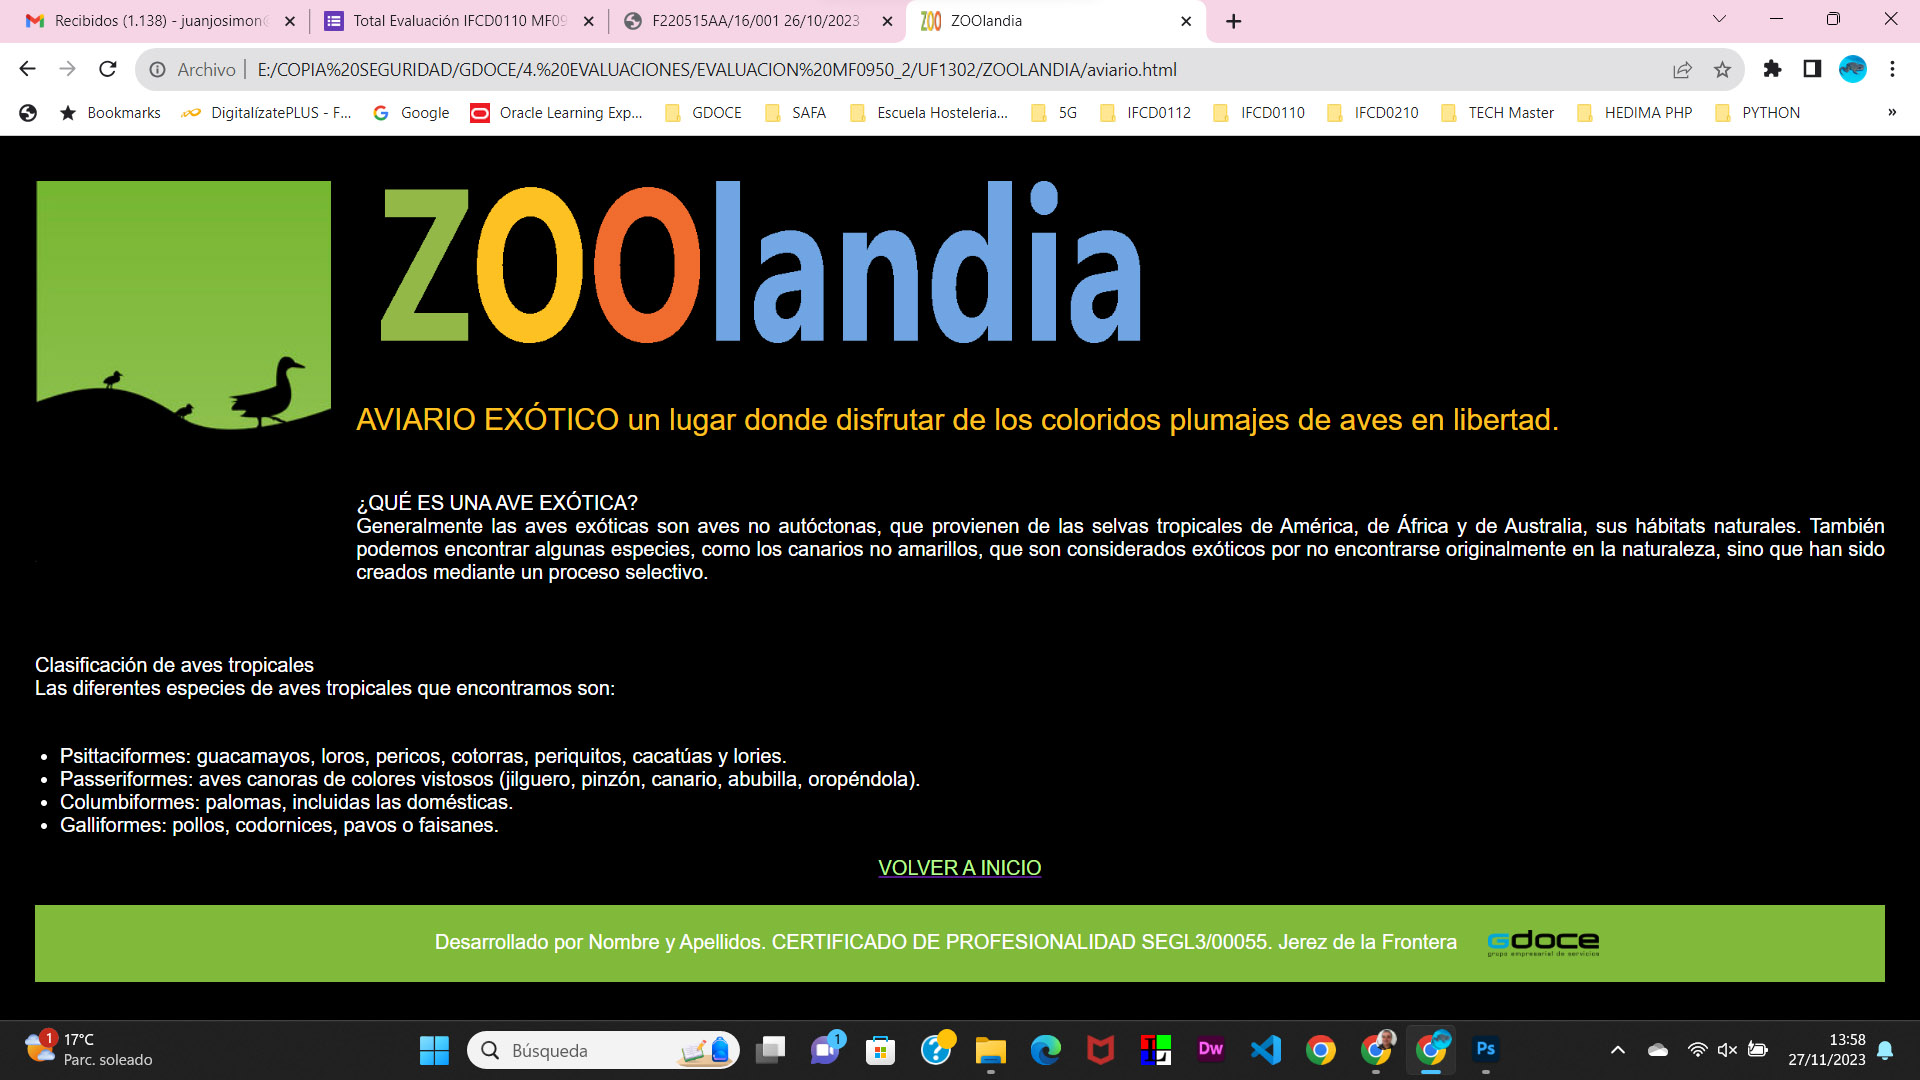 Recibidos (1.138) - juanjosimon
Total Evaluación IFCD0110 MF09
F220515AA/16/001 26/10/2023
ZOO ZOOlandia
Archivo
E:/COPIA%20SEGURIDAD/GDOCE/4.%20EVALUACIONES/EVALUACION%20MF0950_2/UF1302/ZOOLANDIA/aviario.html
Bookmarks
DigitalízatePLUS - F...
Google
Oracle Learning Exp...
GDOCE
SAFA
Escuela Hosteleria...
5G
IFCD0112
IFCD0110
IFCD0210
TECH Master
HEDIMA PHP
PYTHON
»
ZOOlandia
AVIARIO EXÓTICO un lugar donde disfrutar de los coloridos plumajes de aves en libertad.
¿QUÉ ES UNA AVE EXÓTICA?
Generalmente las aves exóticas son aves no autóctonas, que provienen de las selvas tropicales de América, de África y de Australia, sus hábitats naturales. También
podemos encontrar algunas especies, como los canarios no amarillos, que son considerados exóticos por no encontrarse originalmente en la naturaleza, sino que han sido
creados mediante un proceso selectivo.
Clasificación de aves tropicales
Las diferentes especies de aves tropicales que encontramos son:
• Psittaciformes: guacamayos, loros, pericos, cotorras, periquitos, cacatúas y lories.
• Passeriformes: aves canoras de colores vistosos (jilguero, pinzón, canario, abubilla, oropéndola).
• Columbiformes: palomas, incluidas las domésticas.
• Galliformes: pollos, codornices, pavos o faisanes.
VOLVER A INICIO
Desarrollado por Nombre y Apellidos. CERTIFICADO DE PROFESIONALIDAD SEGL3/00055. Jerez de la Frontera
Gdoce
grupo empresarial de servicios
1
17°C
Parc. soleado
Búsqueda
1
?
Dw
Ps
13:58
27/11/2023